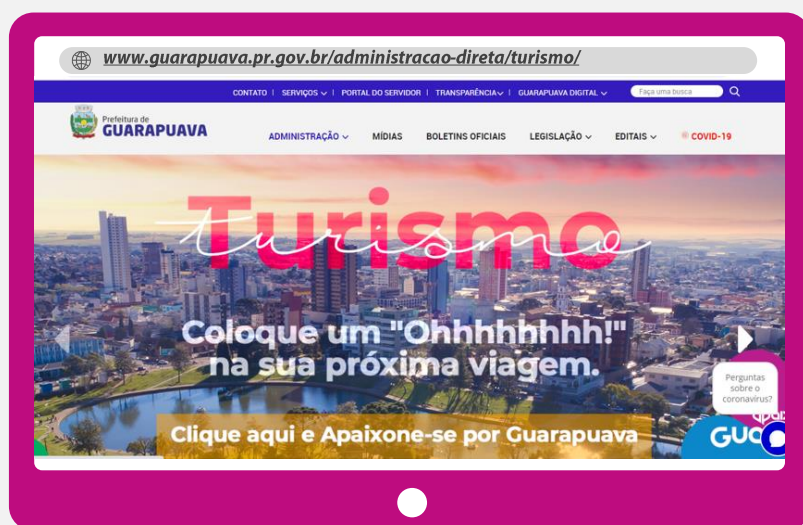 www.guarapuava.pr.gov.br/administracao-direta/turismo/
CONTATO | SERVIÇOS | PORTAL DO SERVIDOR | TRANSPARÊNCIA | GUARAPUAVA DIGITAL
Faça uma busca
Prefeitura de
GUARAPUAVA
ADMINISTRAÇÃO MÍDIAS BOLETINS OFICIAIS LEGISLAÇÃO EDITAIS COVID-19
Turismo
turismo
Coloque um "Ohhhhhhhh!"
na sua próxima viagem.
Perguntas
sobre o
coronavírus?
Clique aqui e Apaixone-se por Guarapuava